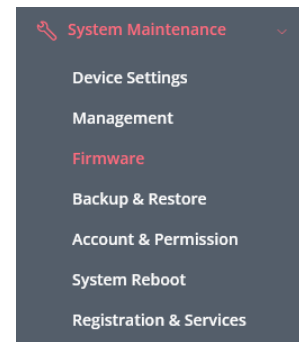 System Maintenance
Device Settings
Management
Firmware
Backup & Restore
Account & Permission
System Reboot
Registration & Services